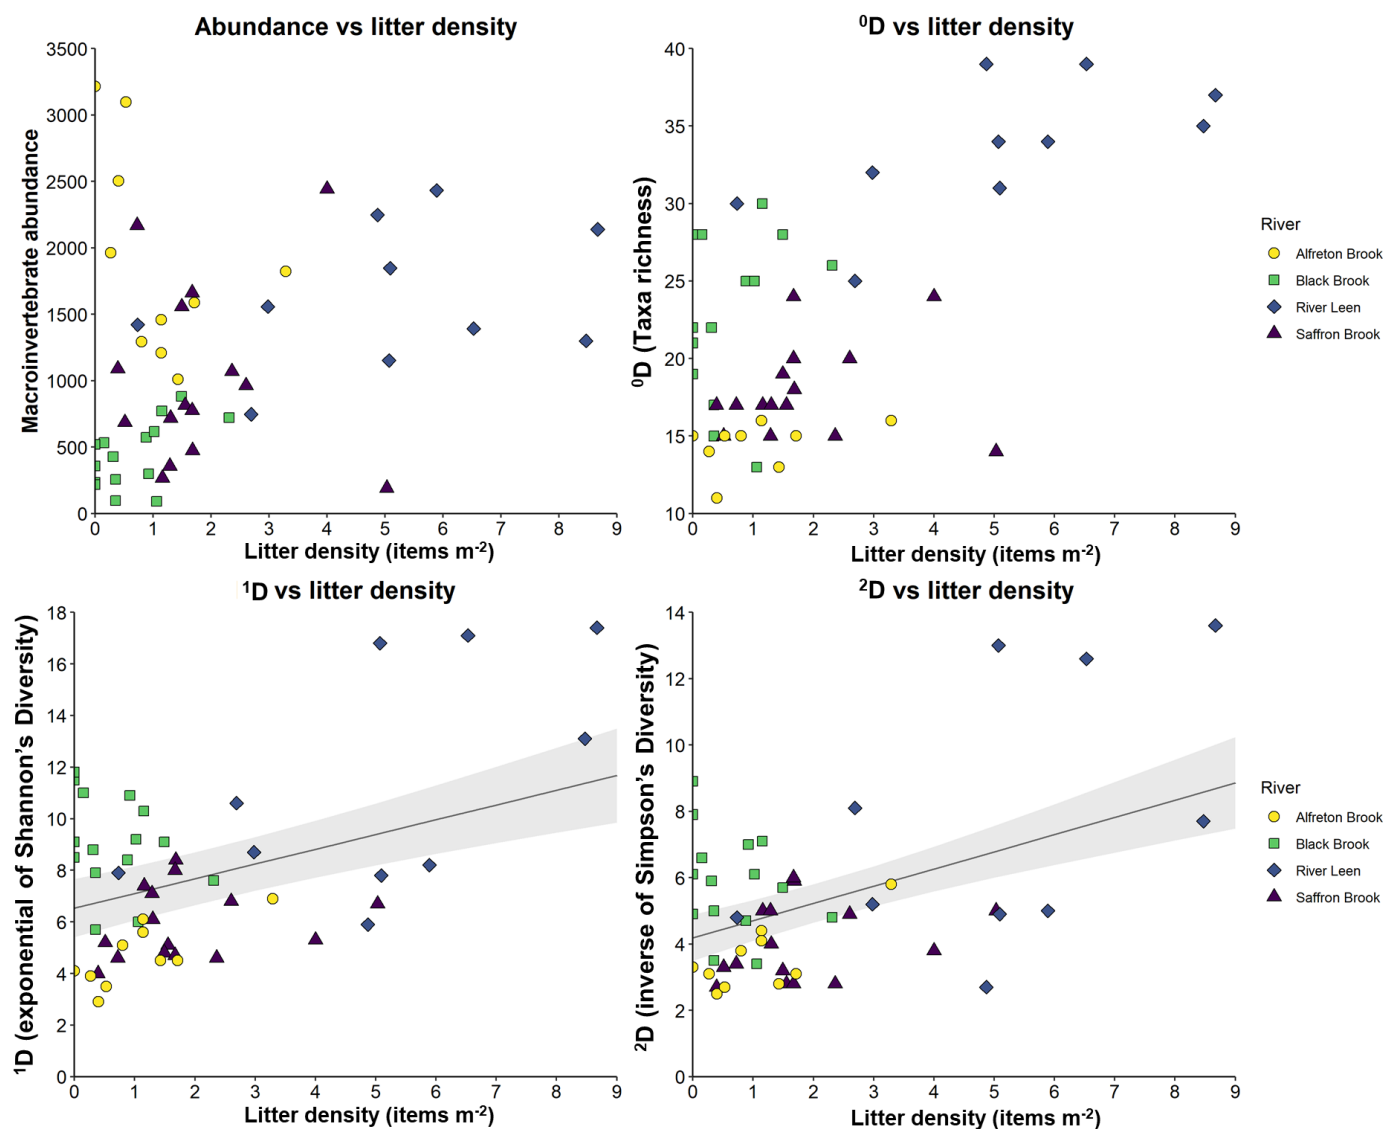 Abundance vs litter density
Macroinvertebrate abundance
3500
3000
2500
2000
1500
1000
500
0
0 1 2 3 4 5 6 7 8 9
Litter density (items m-2)
⁰D vs litter density
⁰D (Taxa richness)
40
35
30
25
20
15
10
0 1 2 3 4 5 6 7 8 9
Litter density (items m-2)
River
Alfreton Brook
Black Brook
River Leen
Saffron Brook
¹D vs litter density
¹D (exponential of Shannon's Diversity)
18
16
14
12
10
8
6
4
2
0
0 1 2 3 4 5 6 7 8 9
Litter density (items m-2)
²D vs litter density
²D (inverse of Simpson's Diversity)
14
12
10
8
6
4
2
0
0 1 2 3 4 5 6 7 8 9
Litter density (items m-2)
River
Alfreton Brook
Black Brook
River Leen
Saffron Brook